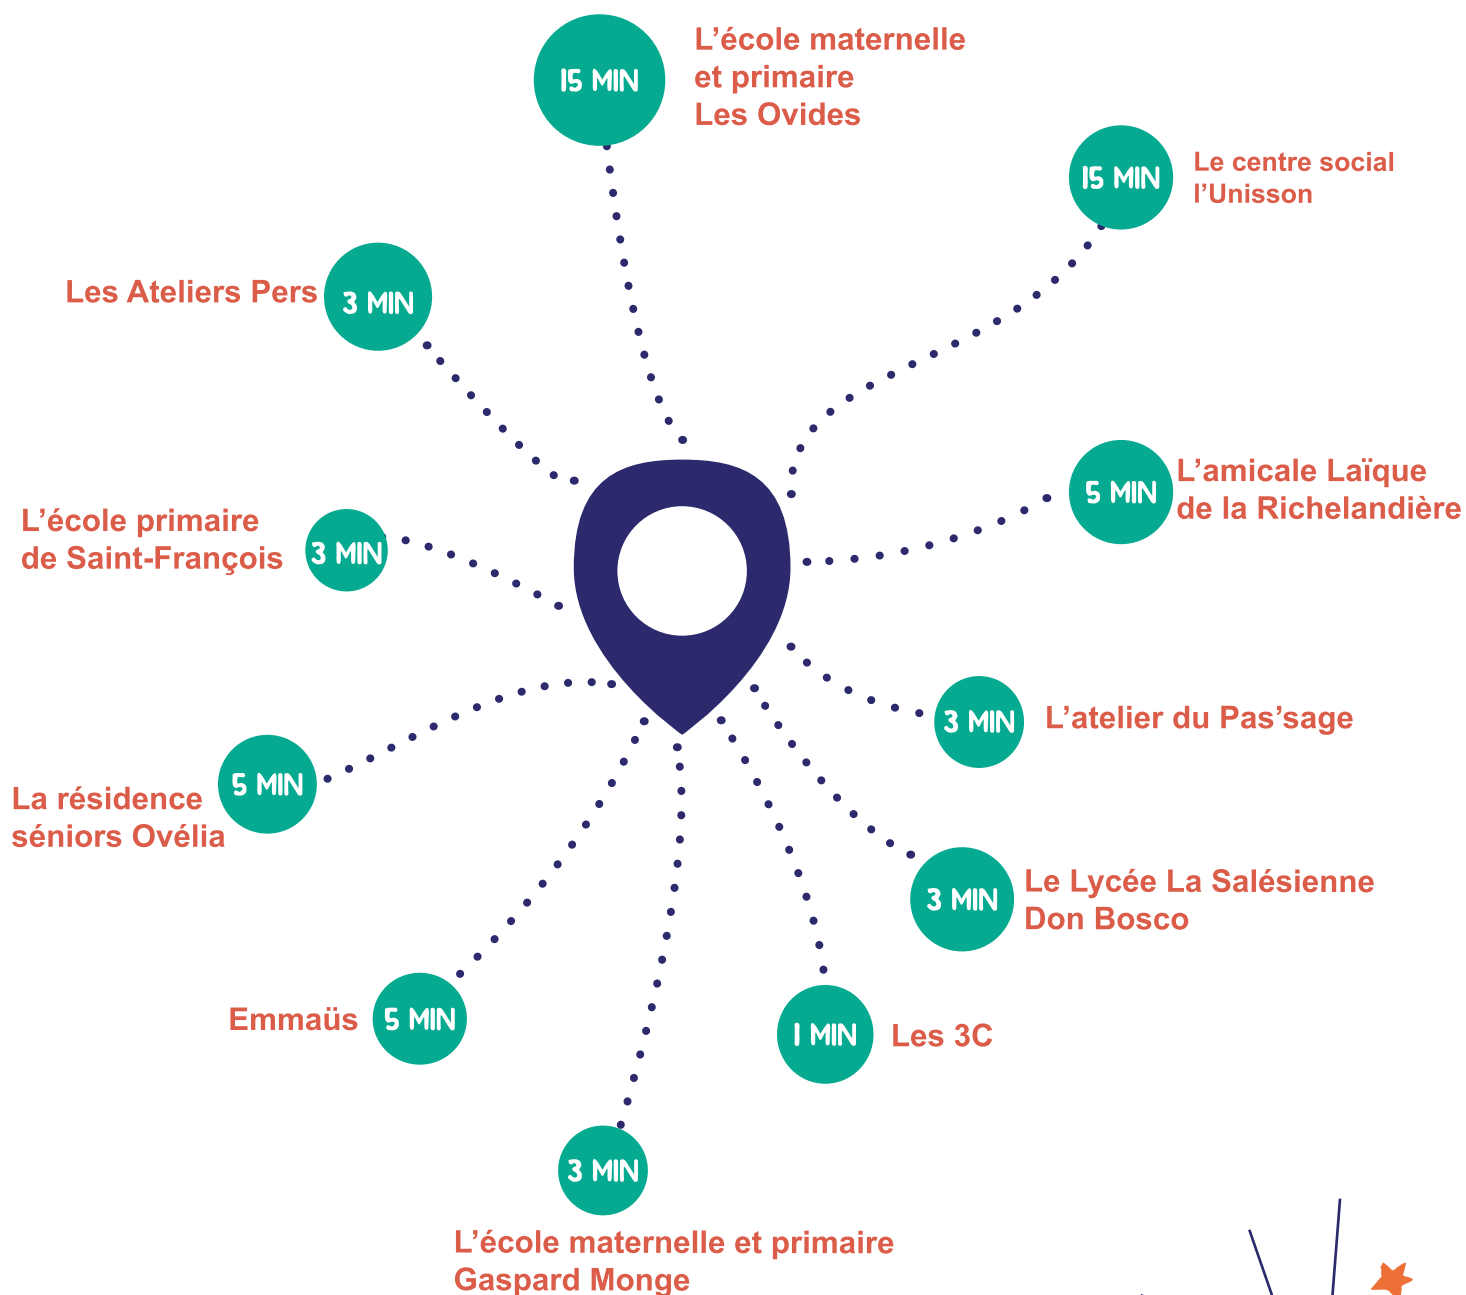 15 MIN
L’école maternelle
et primaire
Les Ovides
15 MIN
Le centre social
l’Unisson
Les Ateliers Pers
3 MIN
5 MIN
L’amicale Laïque
de la Richelandière
L’école primaire
de Saint-François
3 MIN
3 MIN
L’atelier du Pas’sage
La résidence
séniors Ovélia
5 MIN
3 MIN
Le Lycée La Salésienne
Don Bosco
Emmaüs
5 MIN
1 MIN
Les 3C
3 MIN
L’école maternelle et primaire
Gaspard Monge